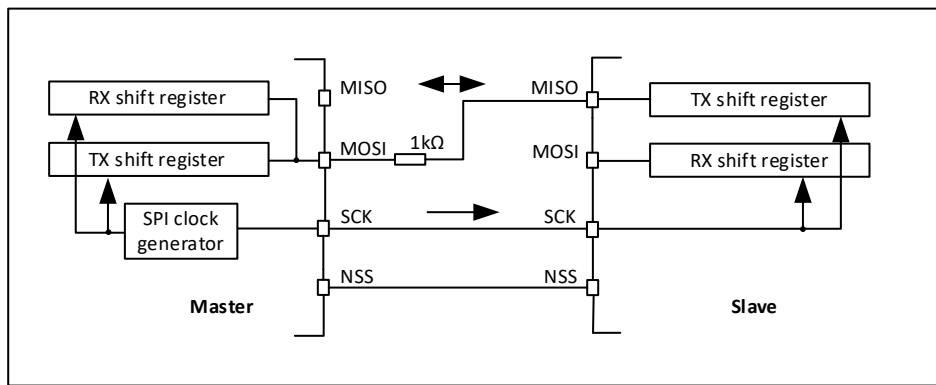 RX shift register
TX shift register
SPI clock
generator
Master
MISO
MOSI
1kΩ
SCK
NSS
MISO
MOSI
SCK
NSS
TX shift register
RX shift register
Slave